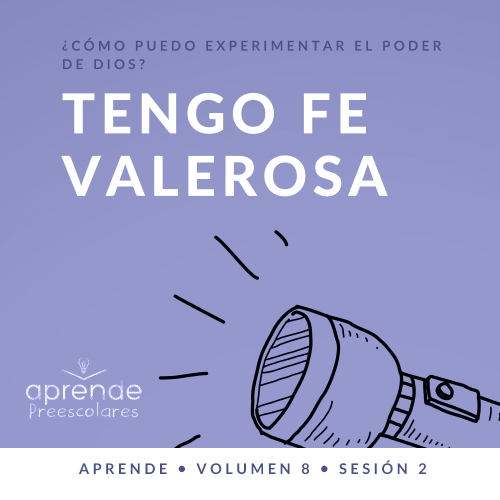 ¿CÓMO PUEDO EXPERIMENTAR EL PODER
DE DIOS?
TENGO FE
VALEROSA
aprende
Preescolares
APRENDE • VOLUMEN 8 • SESIÓN 2